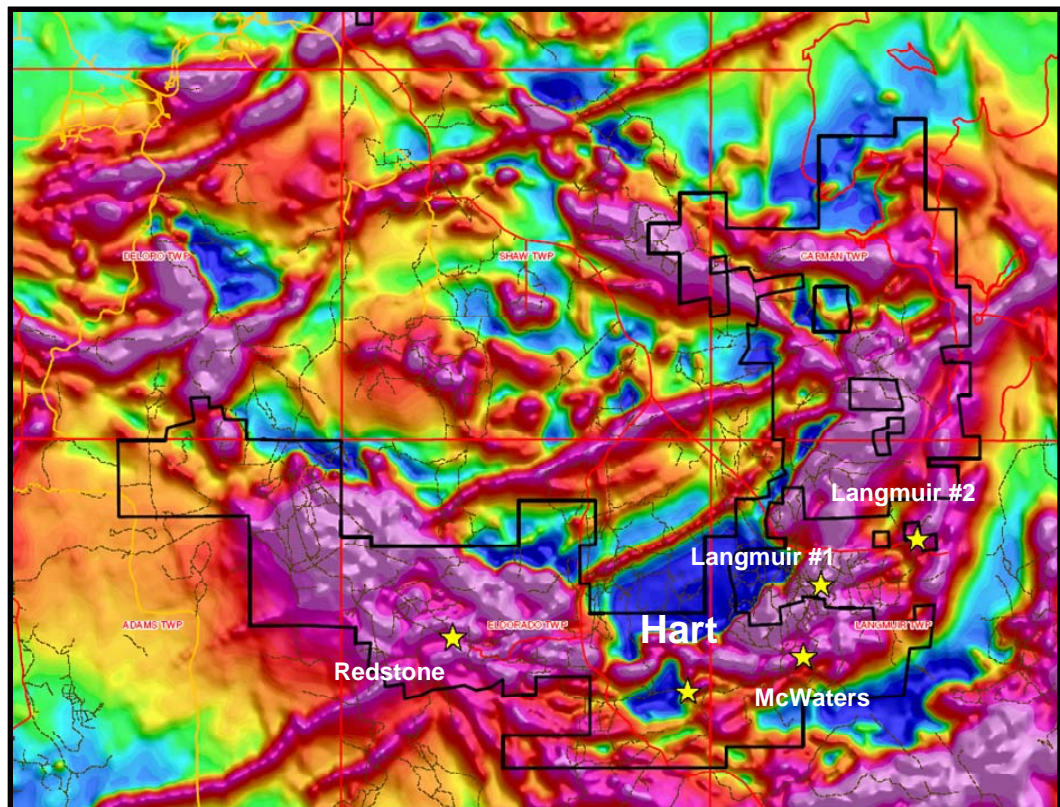 DELORO TWP
SHAW TWP
CARMAN TWP
Langmuir #2
Langmuir #1
ADAMS TWP
ELDORADO TWP
Hart
LANGMUIR TWP
Redstone
McWaters